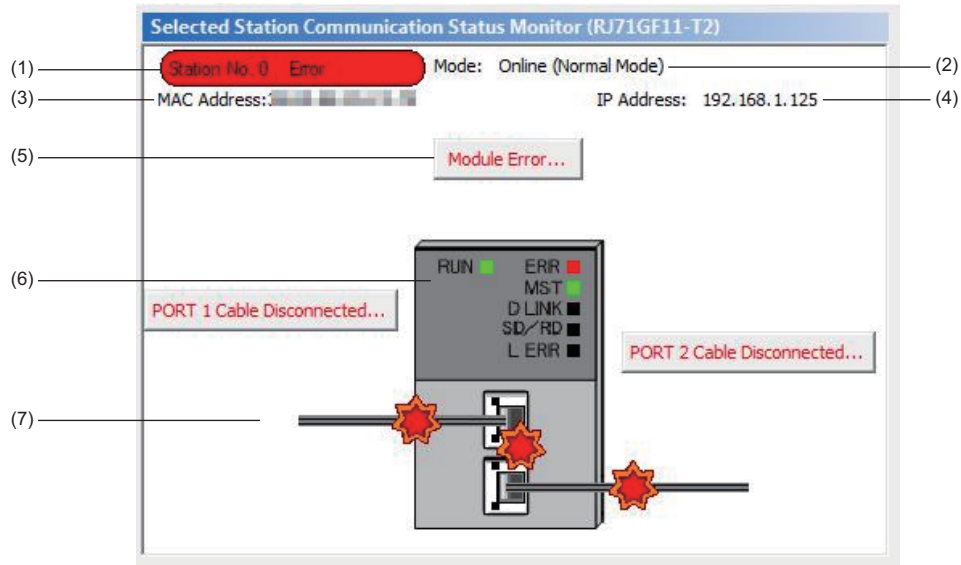 Selected Station Communication Status Monitor (RJ71GF11-T2)
(1) Station No. 0 Error Mode: Online (Normal Mode) (2)
(3) MAC Address: IP Address: 192.168.1.125 (4)
(5) Module Error...
RUN ERR
(6) MST
PORT 1 Cable Disconnected... D LINK
SD/RD
L ERR PORT 2 Cable Disconnected...
(7)